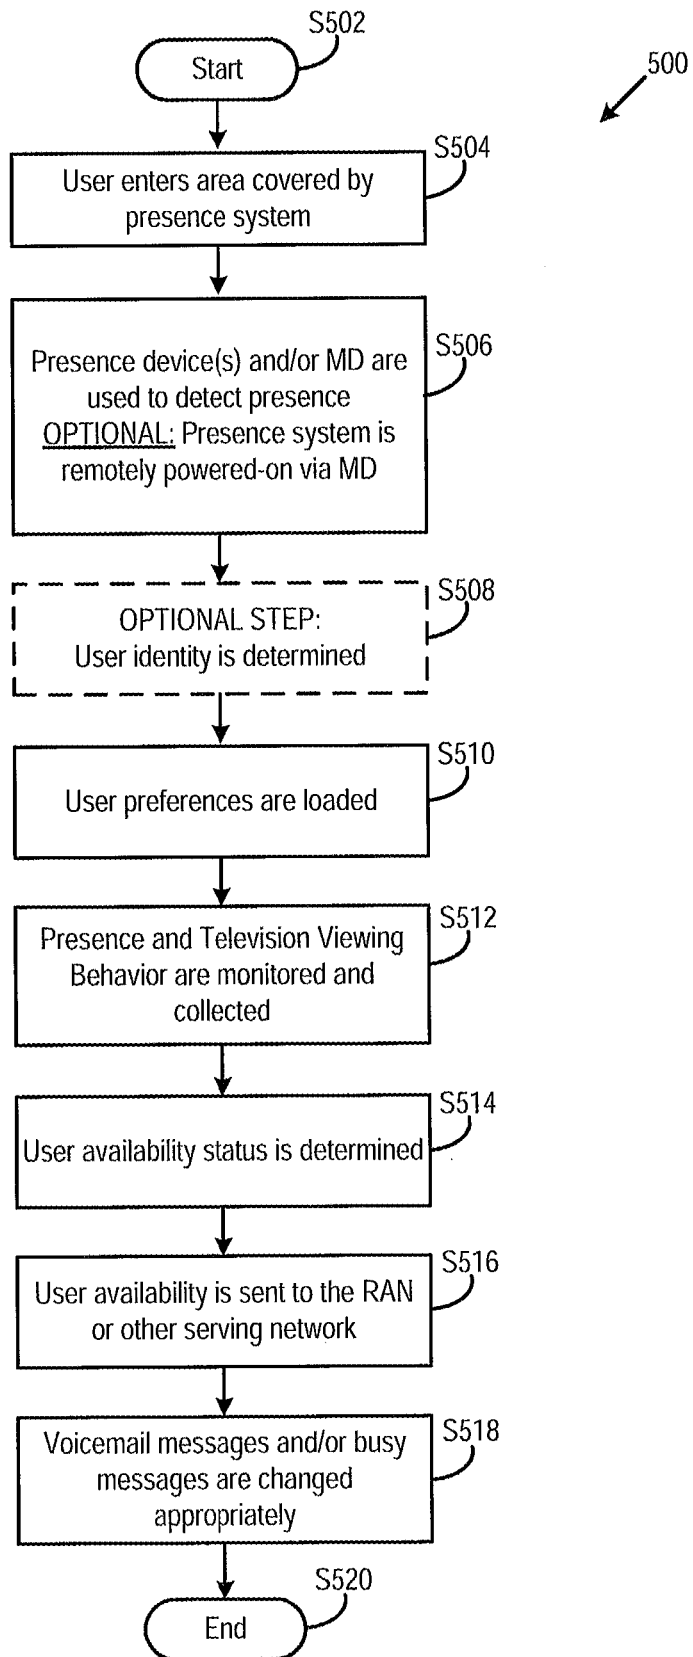 S502
Start
500
S504
User enters area covered by
presence system
S506
Presence device(s) and/or MD are
used to detect presence
OPTIONAL: Presence system is
remotely powered-on via MD
S508
OPTIONAL STEP:
User identity is determined
S510
User preferences are loaded
S512
Presence and Television Viewing
Behavior are monitored and
collected
S514
User availability status is determined
S516
User availability is sent to the RAN
or other serving network
S518
Voicemail messages and/or busy
messages are changed
appropriately
S520
End